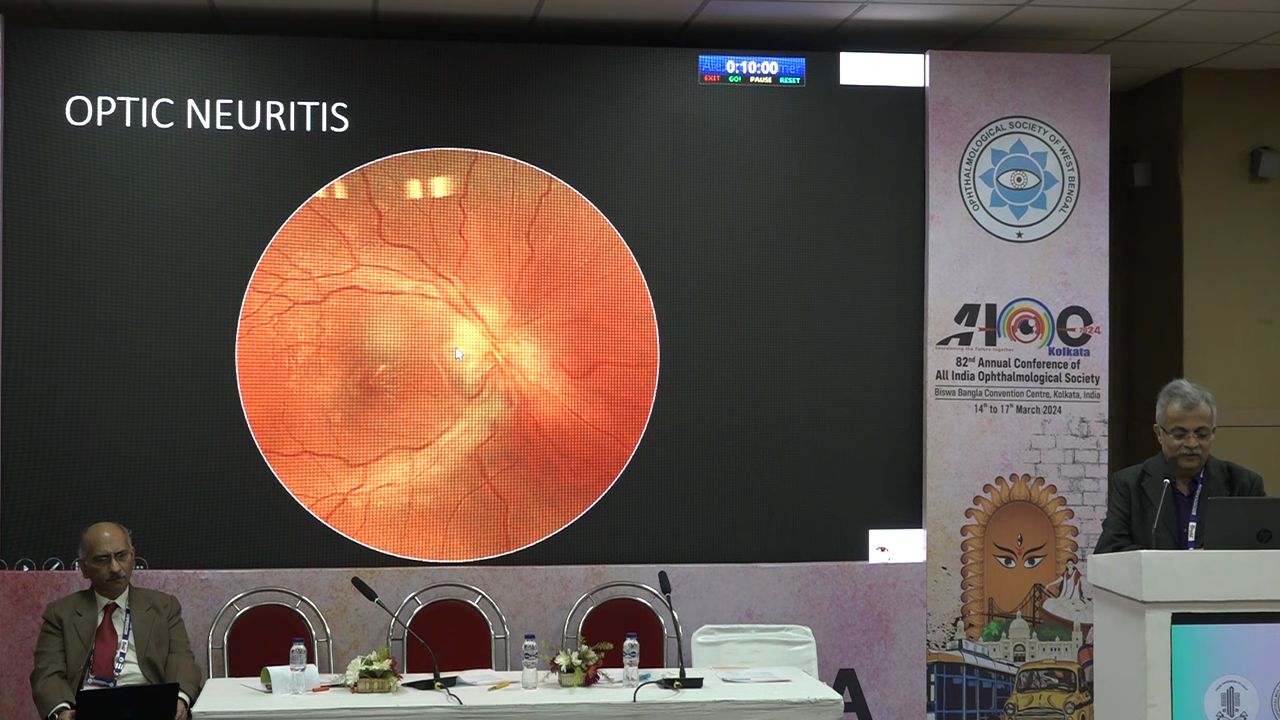 OPTIC NEURITIS
0:10:00
EXIT GO! PAUSE RESET
OPHTHALMOLOGICAL SOCIETY OF WEST BENGAL
AIOC
2024
Kolkata
82nd Annual Conference of
All India Ophthalmological Society
Biswa Bangla Convention Centre, Kolkata, India
14th to 17th March 2024
hp
A